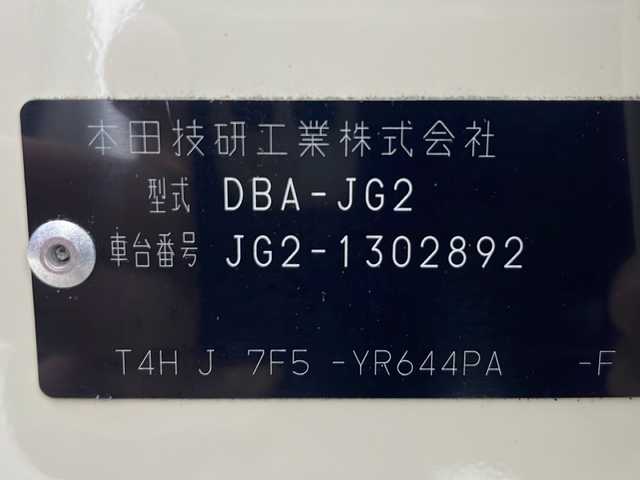 本田技研工業株式会社
型式 DBA-JG2
車台番号 JG2-1302892
T4H J 7F5 -YR644PA -F